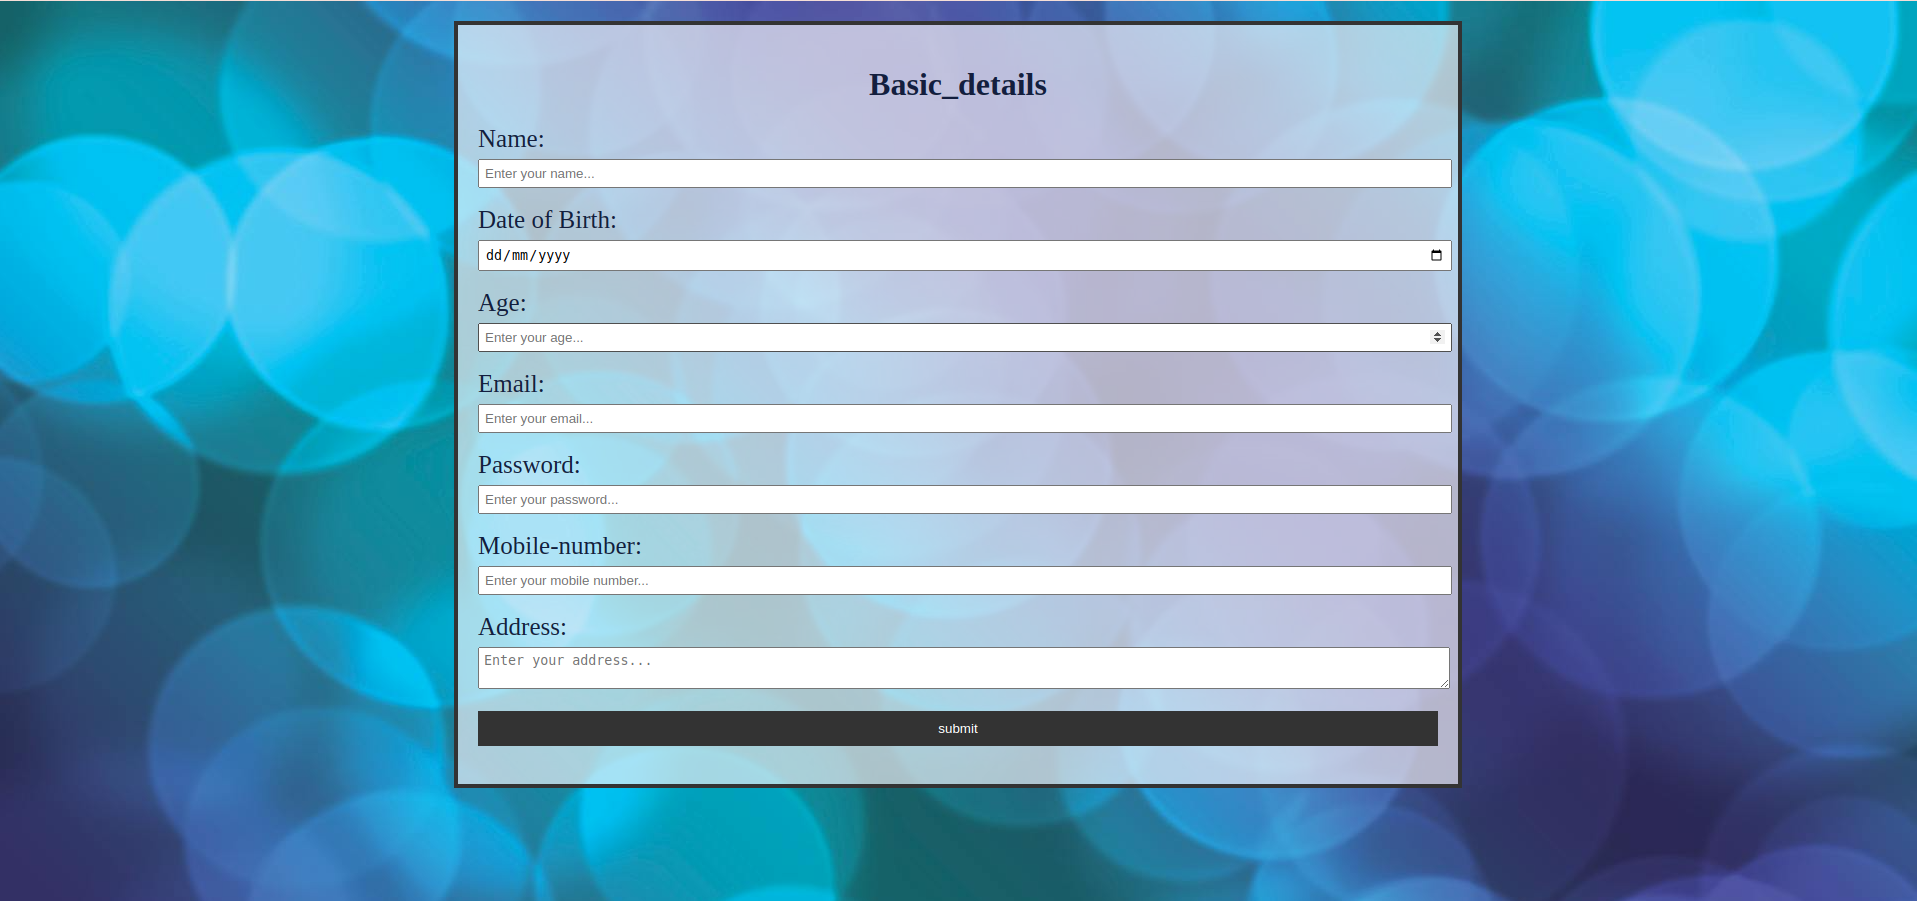 Basic_details
Name:
Enter your name...
Date of Birth:
dd/mm/yyyy
Age:
Enter your age...
Email:
Enter your email...
Password:
Enter your password...
Mobile-number:
Enter your mobile number...
Address:
Enter your address...
submit